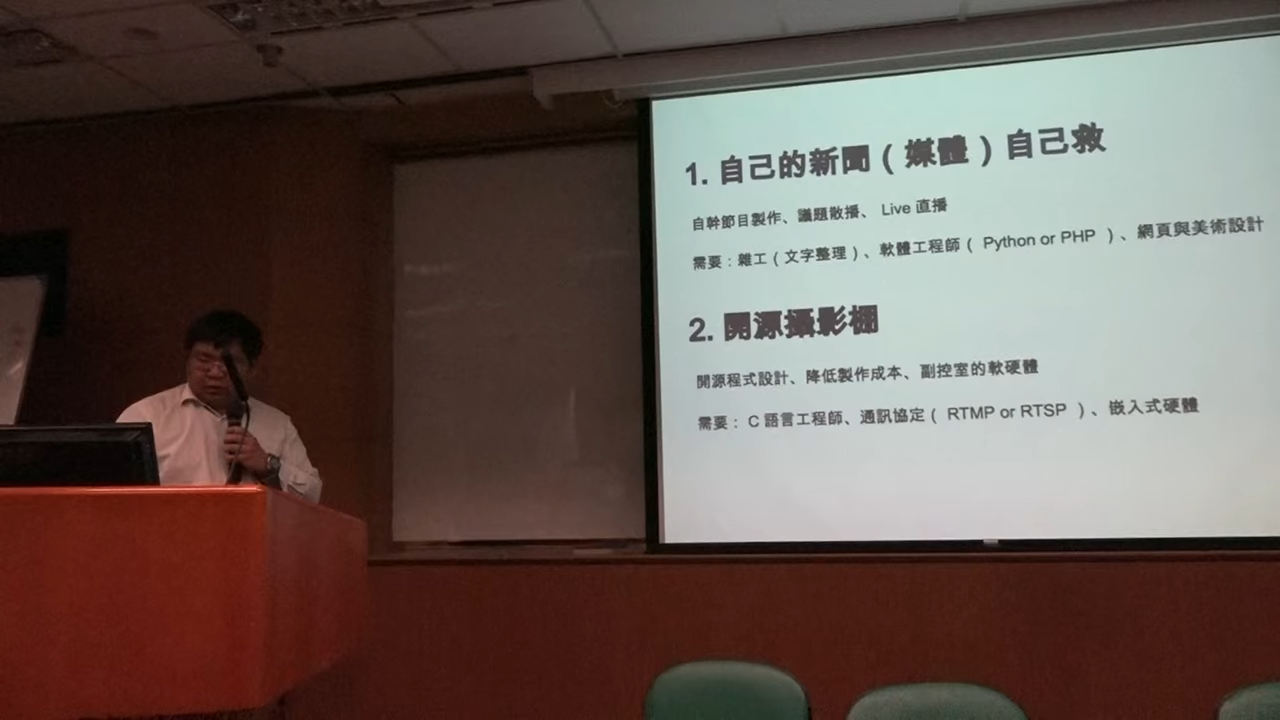 1. 自己的新聞（媒體）自己救
自幹節目製作、議題散播、 Live 直播
需要：雜工（文字整理）、軟體工程師（ Python or PHP ）、網頁與美術設計
2. 開源攝影棚
開源程式設計、降低製作成本、副控室的軟硬體
需要： C 語言工程師、通訊協定（ RTMP or RTSP ）、嵌入式硬體